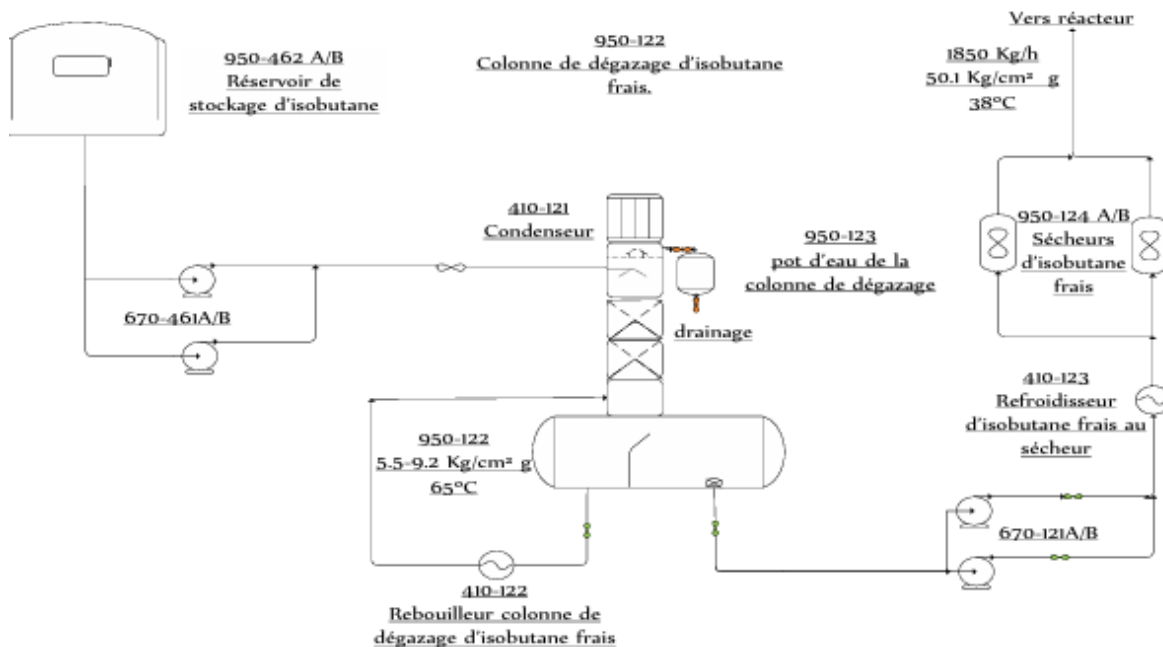 Vers réacteur
950-462 A/B
Réservoir de
stockage d'isobutane
950-122
Colonne de dégazage d'isobutane
frais.
1850 Kg/h
50.1 Kg/cm² g
38°C
410-121
Condenseur
950-123
pot d'eau de la
colonne de dégazage
950-124 A/B
Sécheurs
d'isobutane
frais
670-461A/B
drainage
410-123
Refroidisseur
d'isobutane frais au
sécheur
950-122
5.5-9.2 Kg/cm² g
65°C
670-121A/B
410-122
Rebouilleur colonne de
dégazage d'isobutane frais